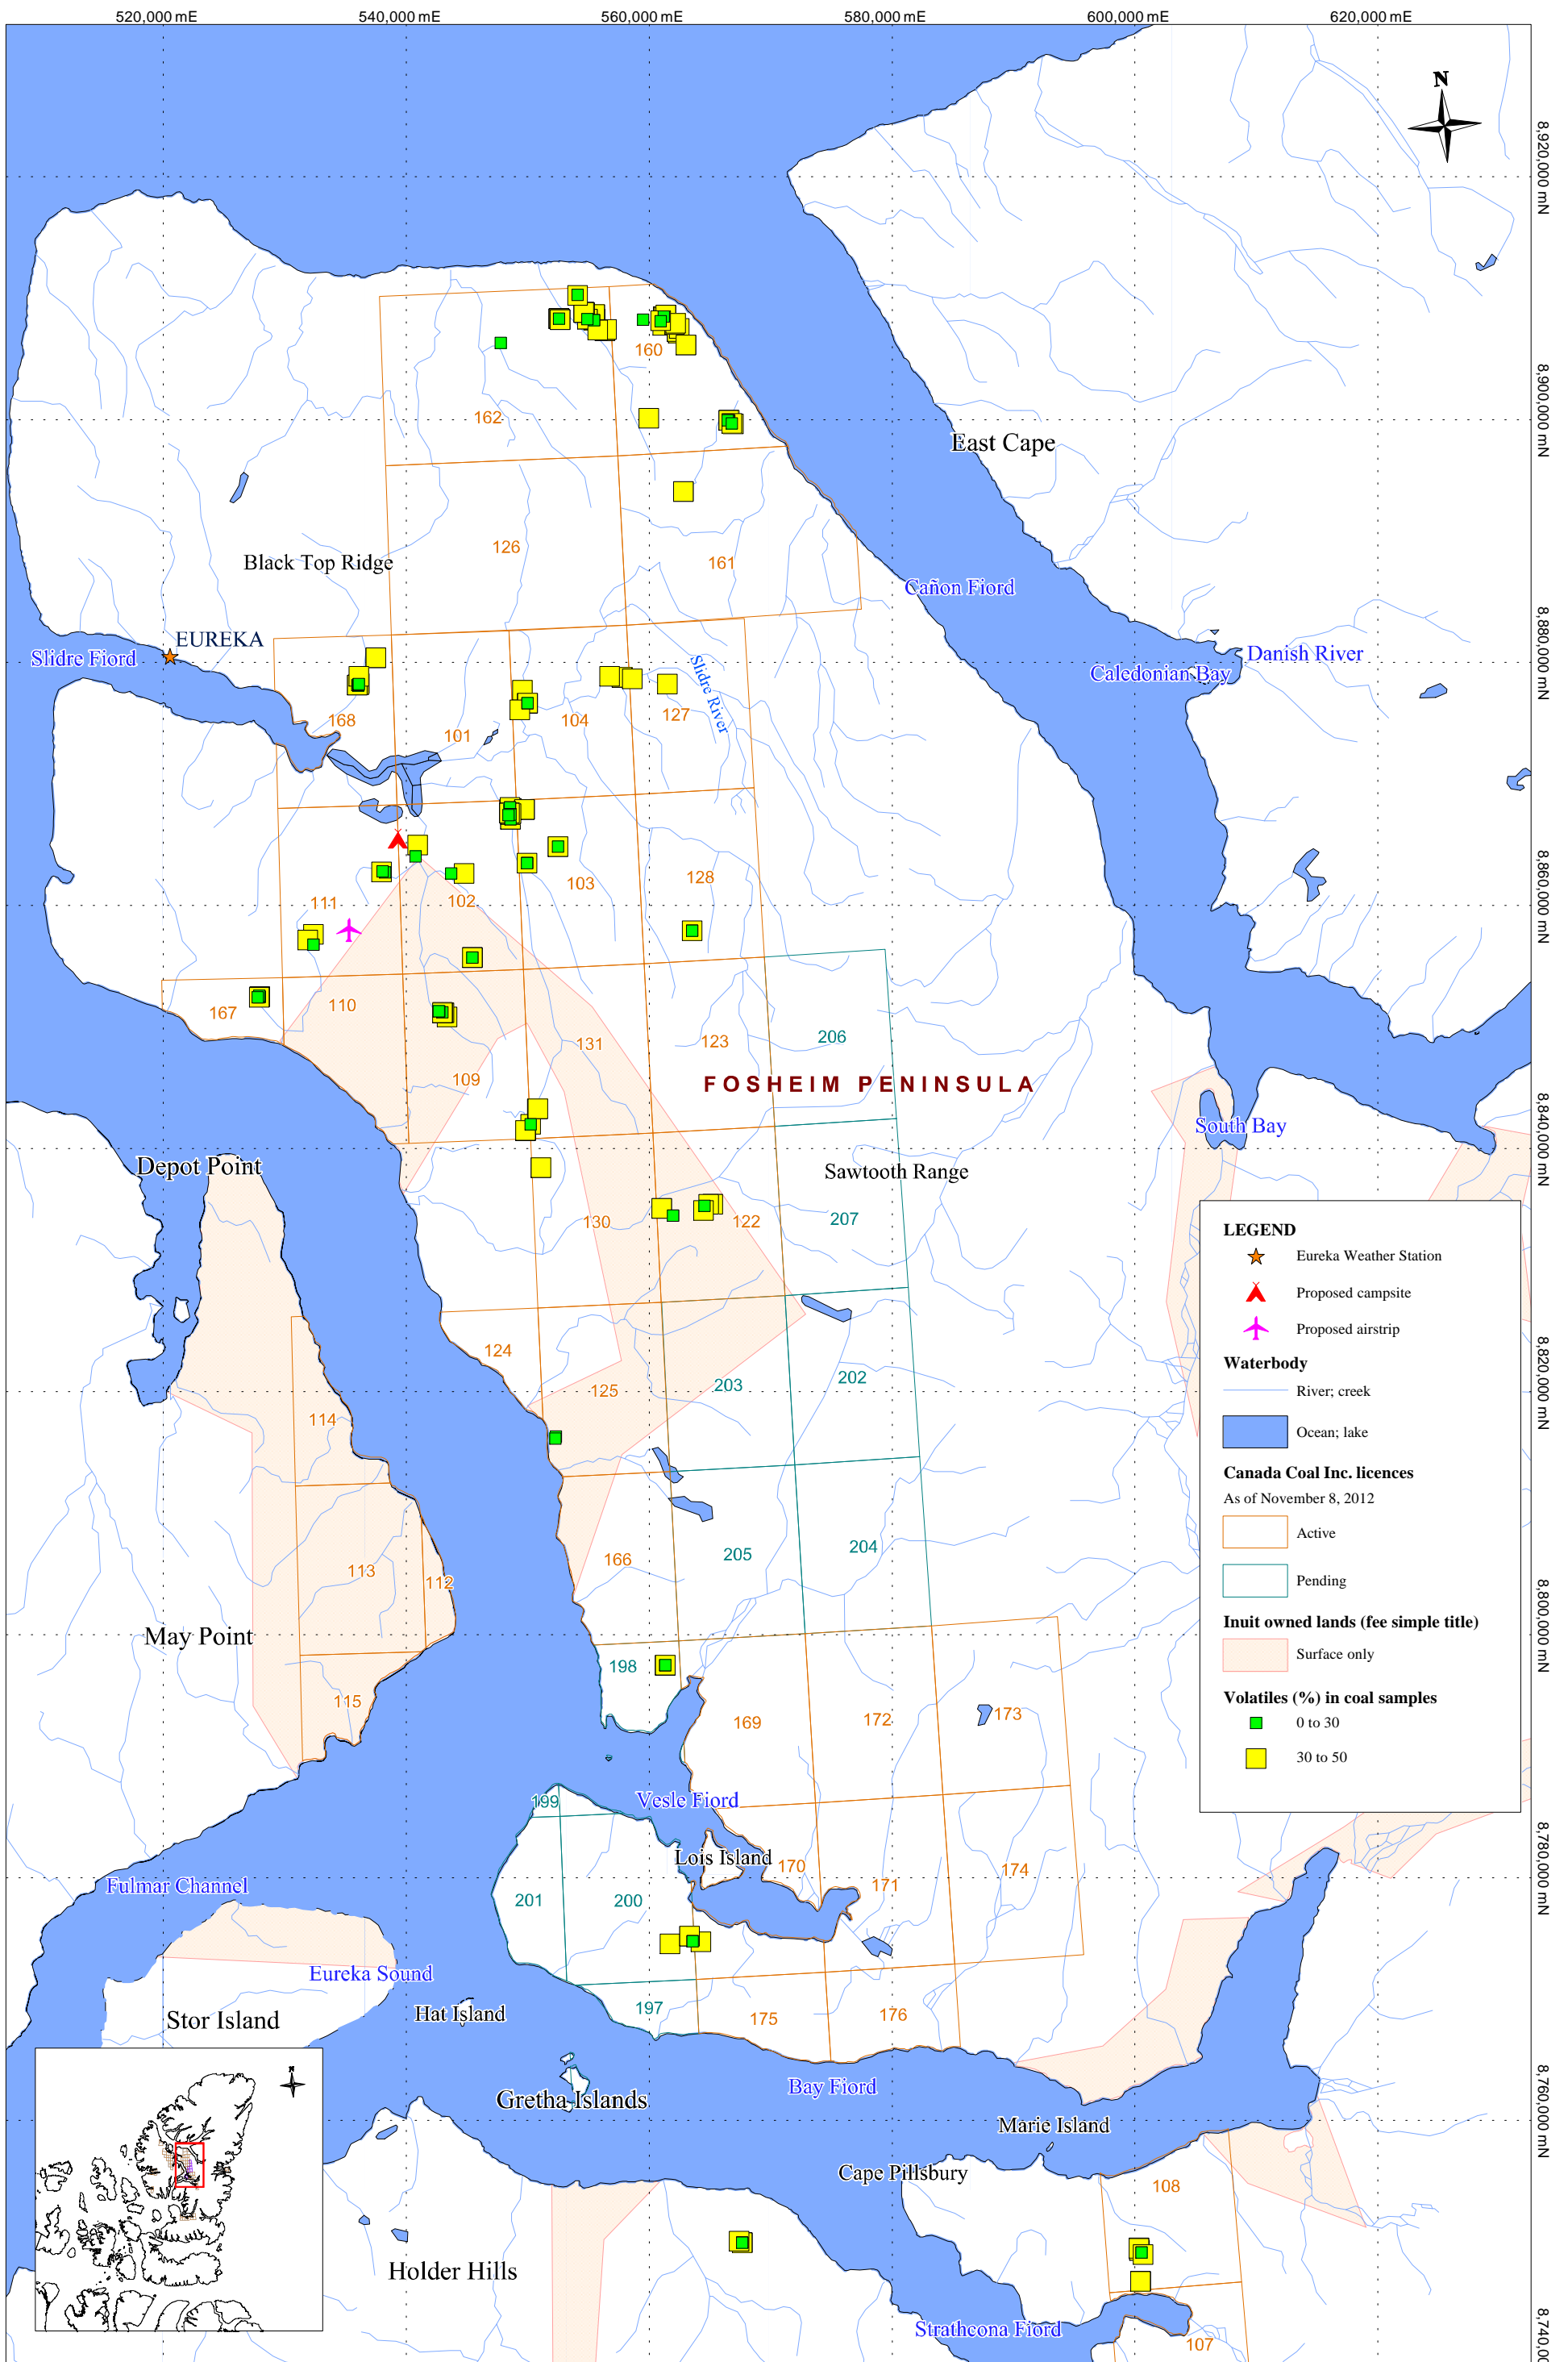 520,000 mE 540,000 mE 560,000 mE 580,000 mE 600,000 mE 620,000 mE
N
8,920,000 mN
160
8,900,000 mN
162
East Cape
126
Black Top Ridge
161
Cañon Fiord
8,880,000 mN
EUREKA
Slidre Fiord
Danish River
Caledonian Bay
Slidre River
168
101
104
127
8,860,000 mN
111
102
103
128
167
110
131
123
206
109
FOSHEIM PENINSULA
8,840,000 mN
South Bay
Depot Point
Sawtooth Range
130
122
207
LEGEND
Eureka Weather Station
Proposed campsite
Proposed airstrip
Waterbody
River; creek
Ocean; lake
Canada Coal Inc. licences
As of November 8, 2012
Active
Pending
Inuit owned lands (fee simple title)
Surface only
Volatiles (%) in coal samples
0 to 30
30 to 50
124
8,820,000 mN
125
203
202
114
113
112
166
205
204
8,800,000 mN
May Point
198
115
169
172
173
199
Vesle Fiord
8,780,000 mN
Lois Island
170
171
174
Fulmar Channel
201
200
Eureka Sound
Stor Island
Hat Island
197
175
176
Bay Fiord
Gretha Islands
8,760,000 mN
Marie Island
Cape Pillsbury
108
Holder Hills
Strathcona Fiord
107
8,740,00
N